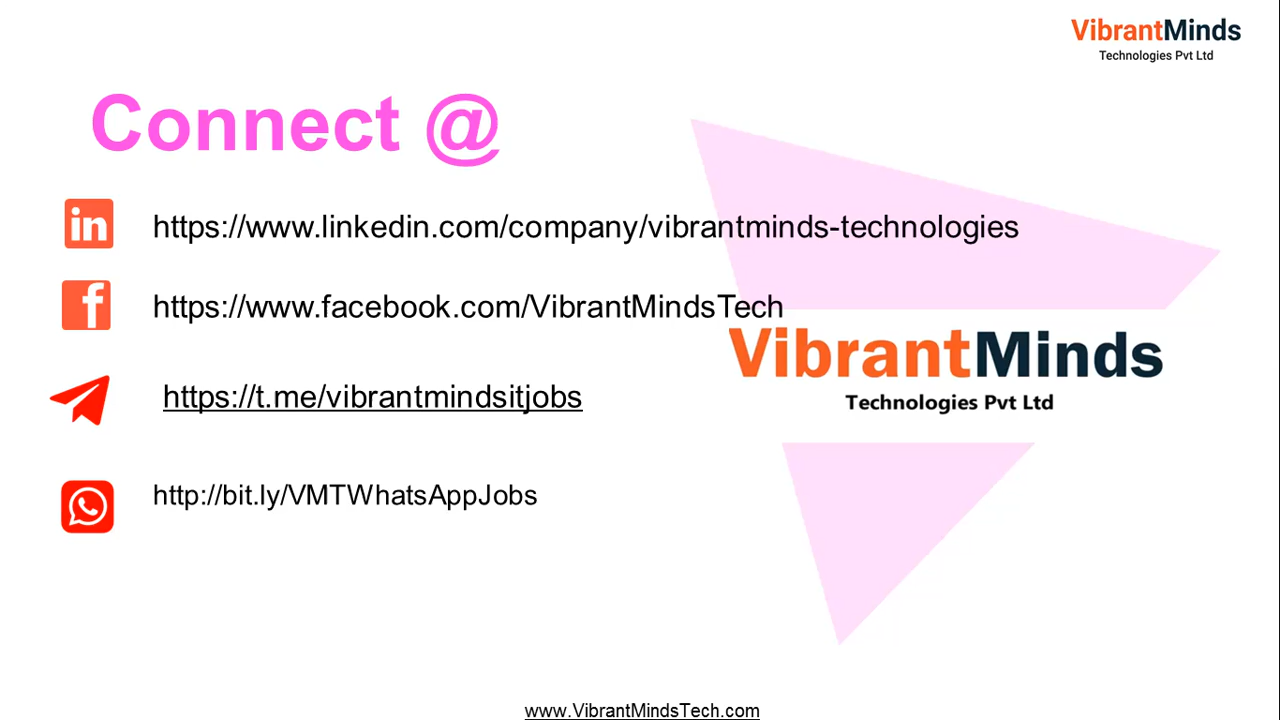 VibrantMinds
Technologies Pvt Ltd
Connect @
in https://www.linkedin.com/company/vibrantminds-technologies
f https://www.facebook.com/VibrantMindsTech
VibrantMinds
Technologies Pvt Ltd
https://t.me/vibrantmindsitjobs
http://bit.ly/VMTWhatsAppJobs
www.VibrantMindsTech.com